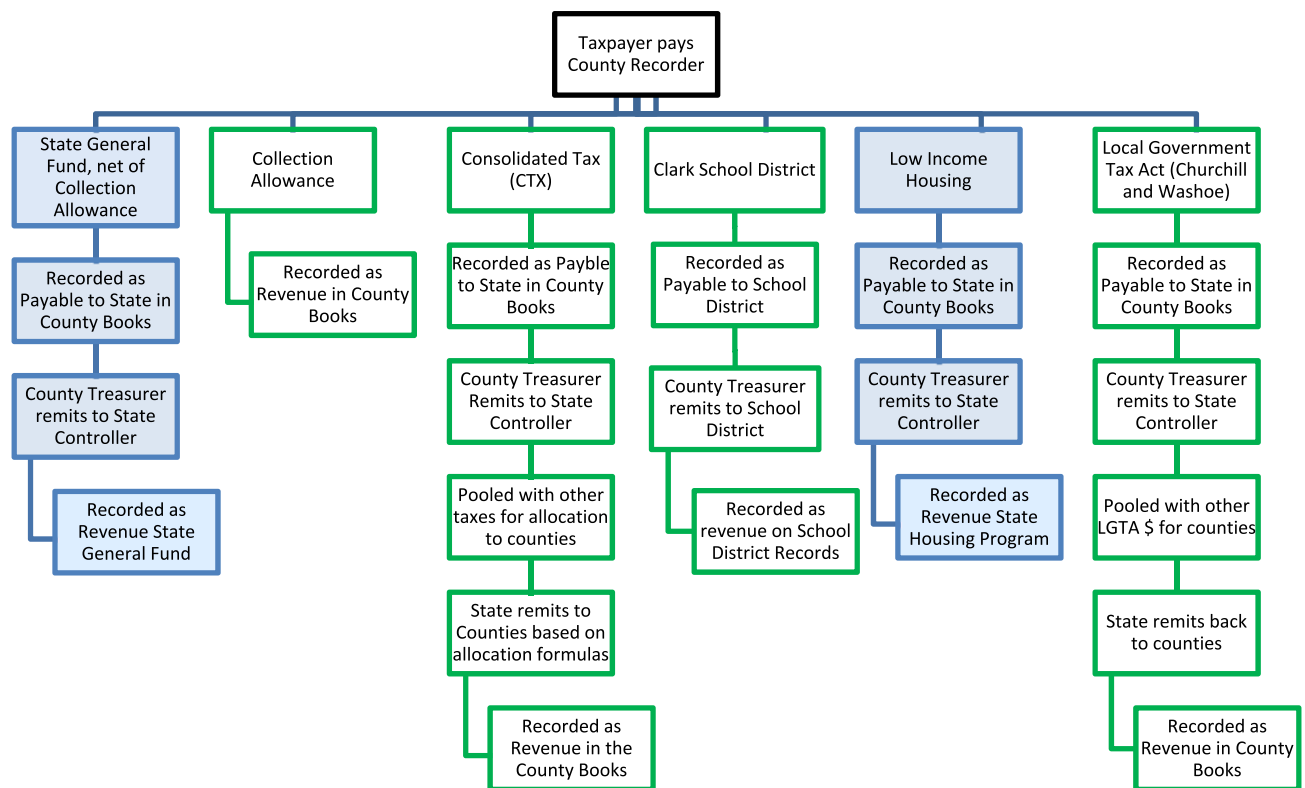 Taxpayer pays
County Recorder
State General
Fund, net of
Collection
Allowance
Recorded as
Payable to State in
County Books
County Treasurer
remits to State
Controller
Recorded as
Revenue State
General Fund
Collection
Allowance
Recorded as
Revenue in County
Books
Consolidated Tax
(CTX)
Recorded as Payble
to State in County
Books
County Treasurer
Remits to State
Controller
Pooled with other
taxes for allocation
to counties
State remits to
Counties based on
allocation formulas
Recorded as
Revenue in the
County Books
Clark School District
Recorded as
Payable to School
District
County Treasurer
remits to School
District
Recorded as
revenue on School
District Records
Low Income
Housing
Recorded as
Payable to State in
County Books
County Treasurer
remits to State
Controller
Recorded as
Revenue State
Housing Program
Local Government
Tax Act (Churchill
and Washoe)
Recorded as
Payable to State in
County Books
County Treasurer
remits to State
Controller
Pooled with other
LGTA $ for counties
State remits back
to counties
Recorded as
Revenue in County
Books